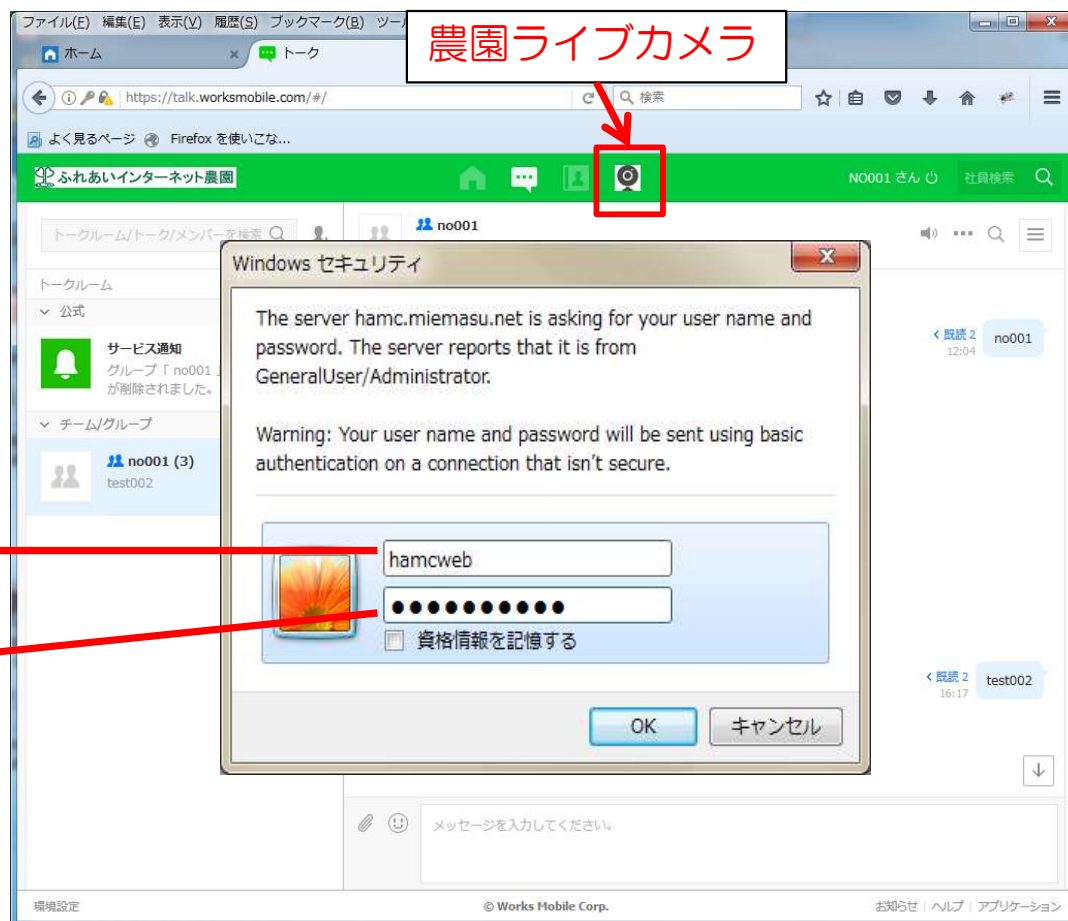 ファイル(F) 編集(E) 表示(V) 履歴(S) ブックマーク(B)
農園ライブカメラ
ホーム × トーク
https://talk.worksmobile.com/#/
検索
よく見るページ Firefox を使いこな...
ふれあいインターネット農園
NO001 さん 社員検索
トークルーム/トーク/メンバーを検索
no001
トークルーム
公式
サービス通知
グループ「 no001 」
が削除されました。
チーム/グループ
no001 (3)
test002
Windows セキュリティ
The server hamc.miemasu.net is asking for your user name and
password. The server reports that it is from
GeneralUser/Administrator.
Warning: Your user name and password will be sent using basic
authentication on a connection that isn't secure.
hamcweb
●●●●●●●●●●
資格情報を記憶する
OK キャンセル
< 既読 2 no001
12:04
< 既読 2 test002
16:17
メッセージを入力してください。
環境設定
© Works Mobile Corp.
お知らせ | ヘルプ | アプリケーション